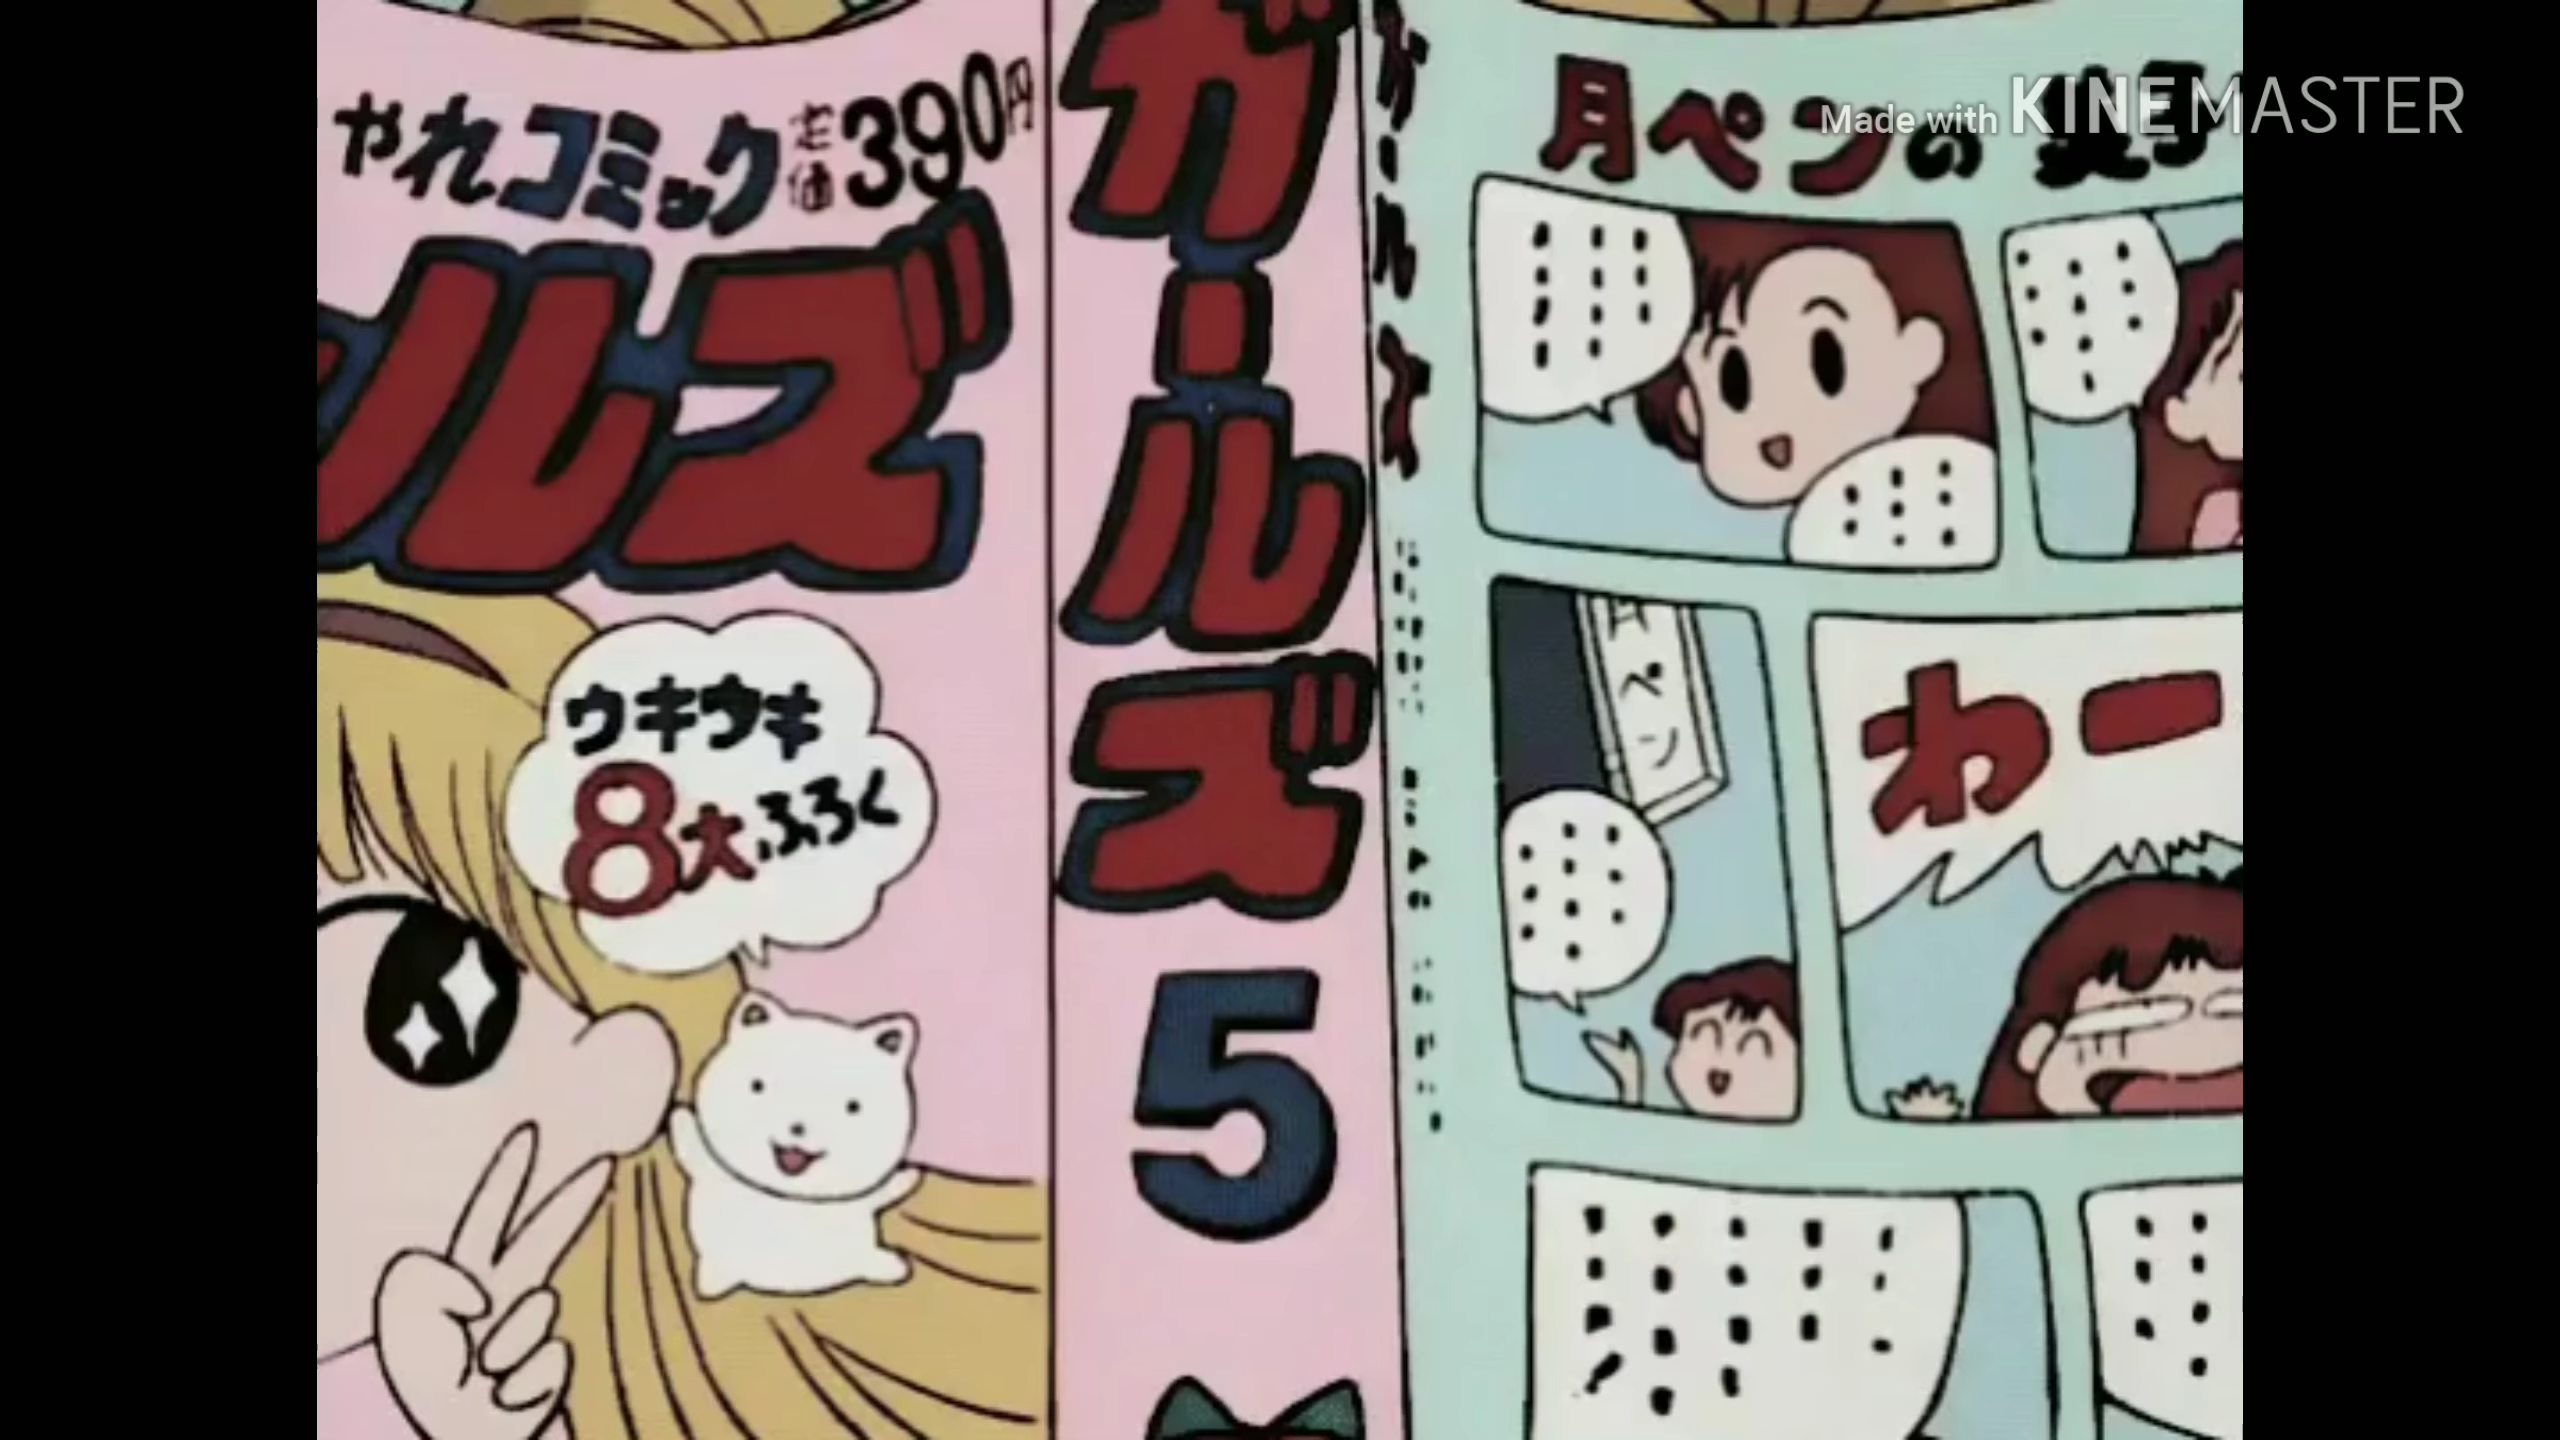 やれコミック 定価390円
ルズ
ウキウキ
8大ふろく
ガールズ
5
ガールズ
月ペンの
月ペン
わー
Made with KINEMASTER